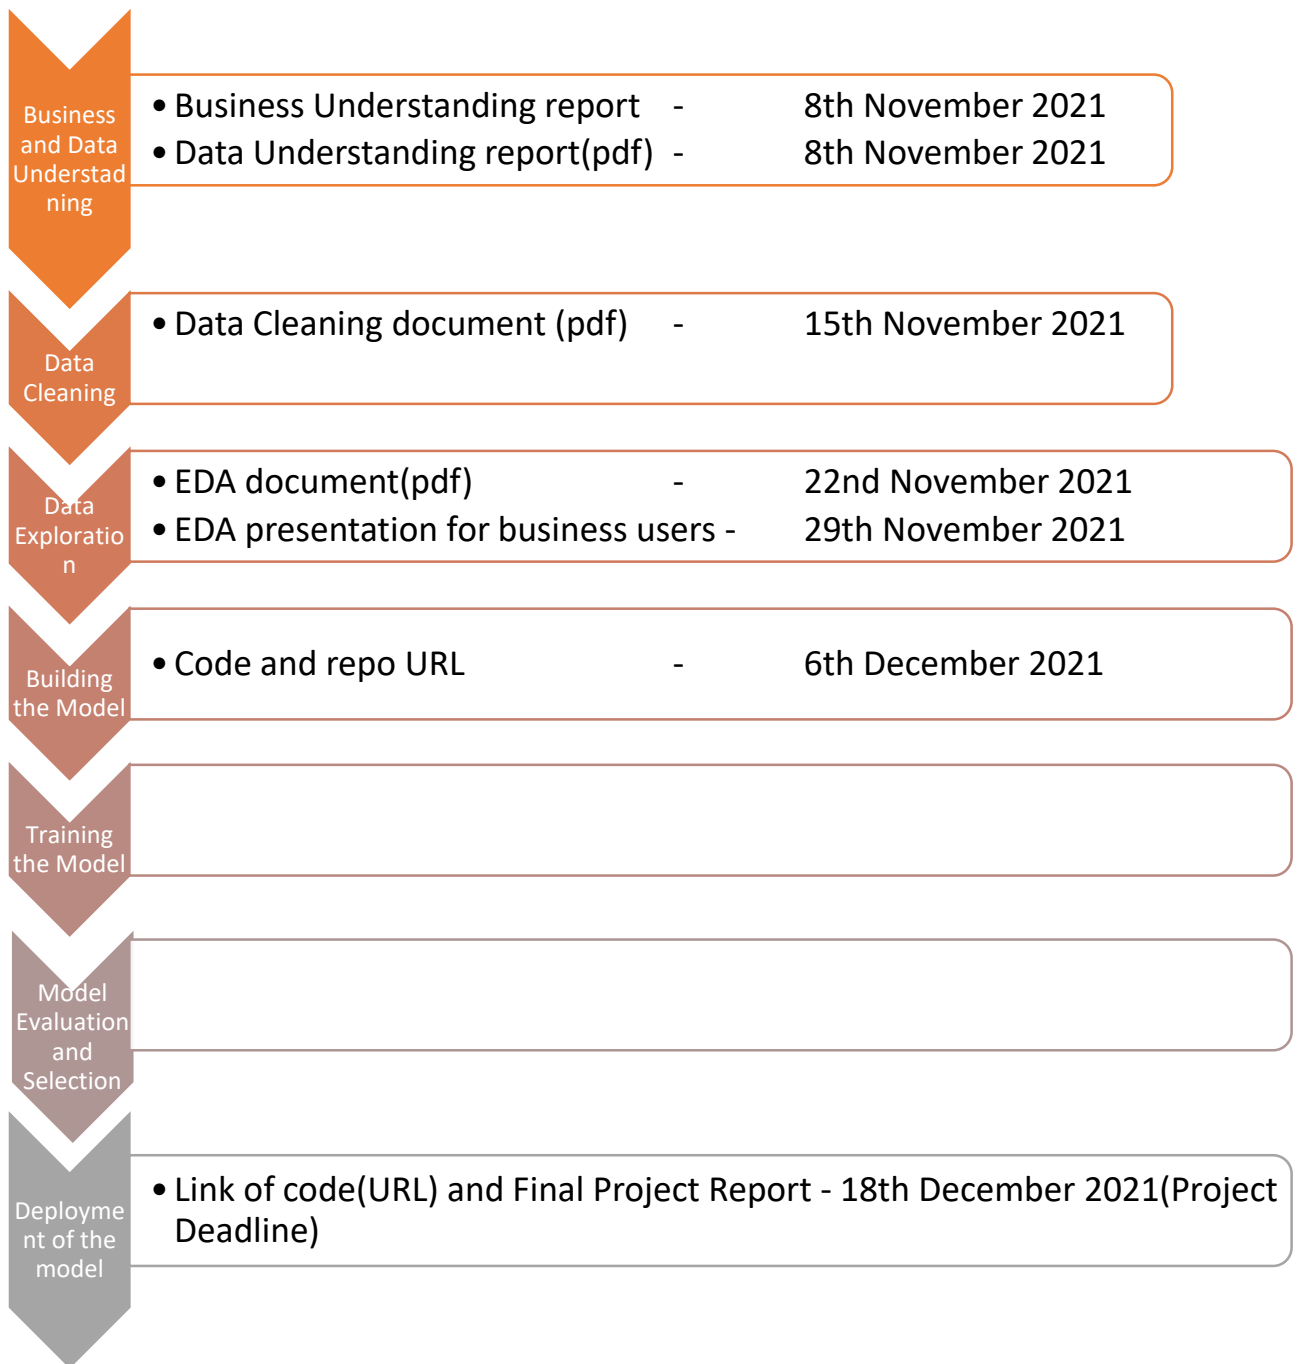 Business
and Data
Understad
ning
• Business Understanding report - 8th November 2021
• Data Understanding report(pdf) - 8th November 2021
Data
Cleaning
• Data Cleaning document (pdf) - 15th November 2021
Data
Exploratio
n
• EDA document(pdf) - 22nd November 2021
• EDA presentation for business users - 29th November 2021
Building
the Model
• Code and repo URL - 6th December 2021
Training
the Model
Model
Evaluation
and
Selection
Deployme
nt of the
model
• Link of code(URL) and Final Project Report - 18th December 2021(Project
Deadline)